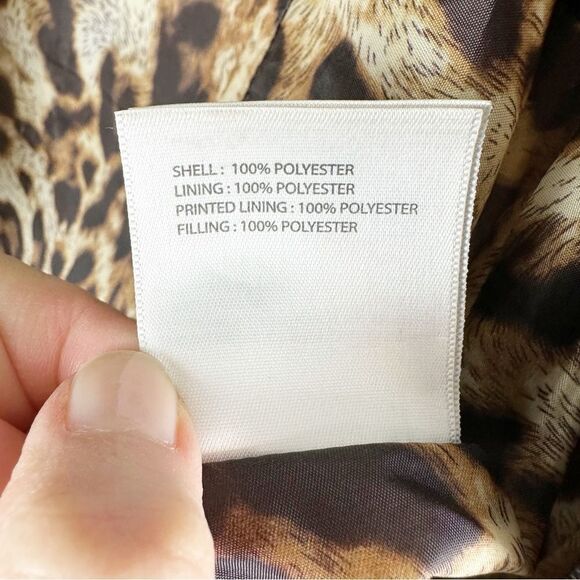 SHELL : 100% POLYESTER
LINING : 100% POLYESTER
PRINTED LINING : 100% POLYESTER
FILLING : 100% POLYESTER